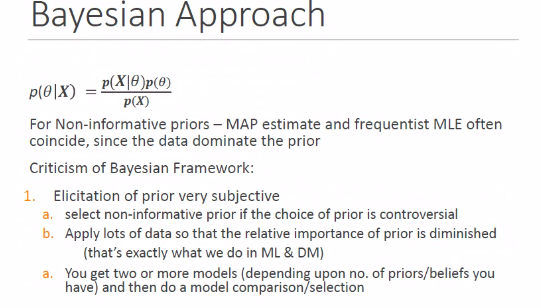 Bayesian Approach
p(θ|X) = p(X|θ)p(θ) / p(X)
For Non-informative priors – MAP estimate and frequentist MLE often
coincide, since the data dominate the prior
Criticism of Bayesian Framework:
1. Elicitation of prior very subjective
a. select non-informative prior if the choice of prior is controversial
b. Apply lots of data so that the relative importance of prior is diminished
(that's exactly what we do in ML & DM)
a. You get two or more models (depending upon no. of priors/beliefs you
have) and then do a model comparison/selection